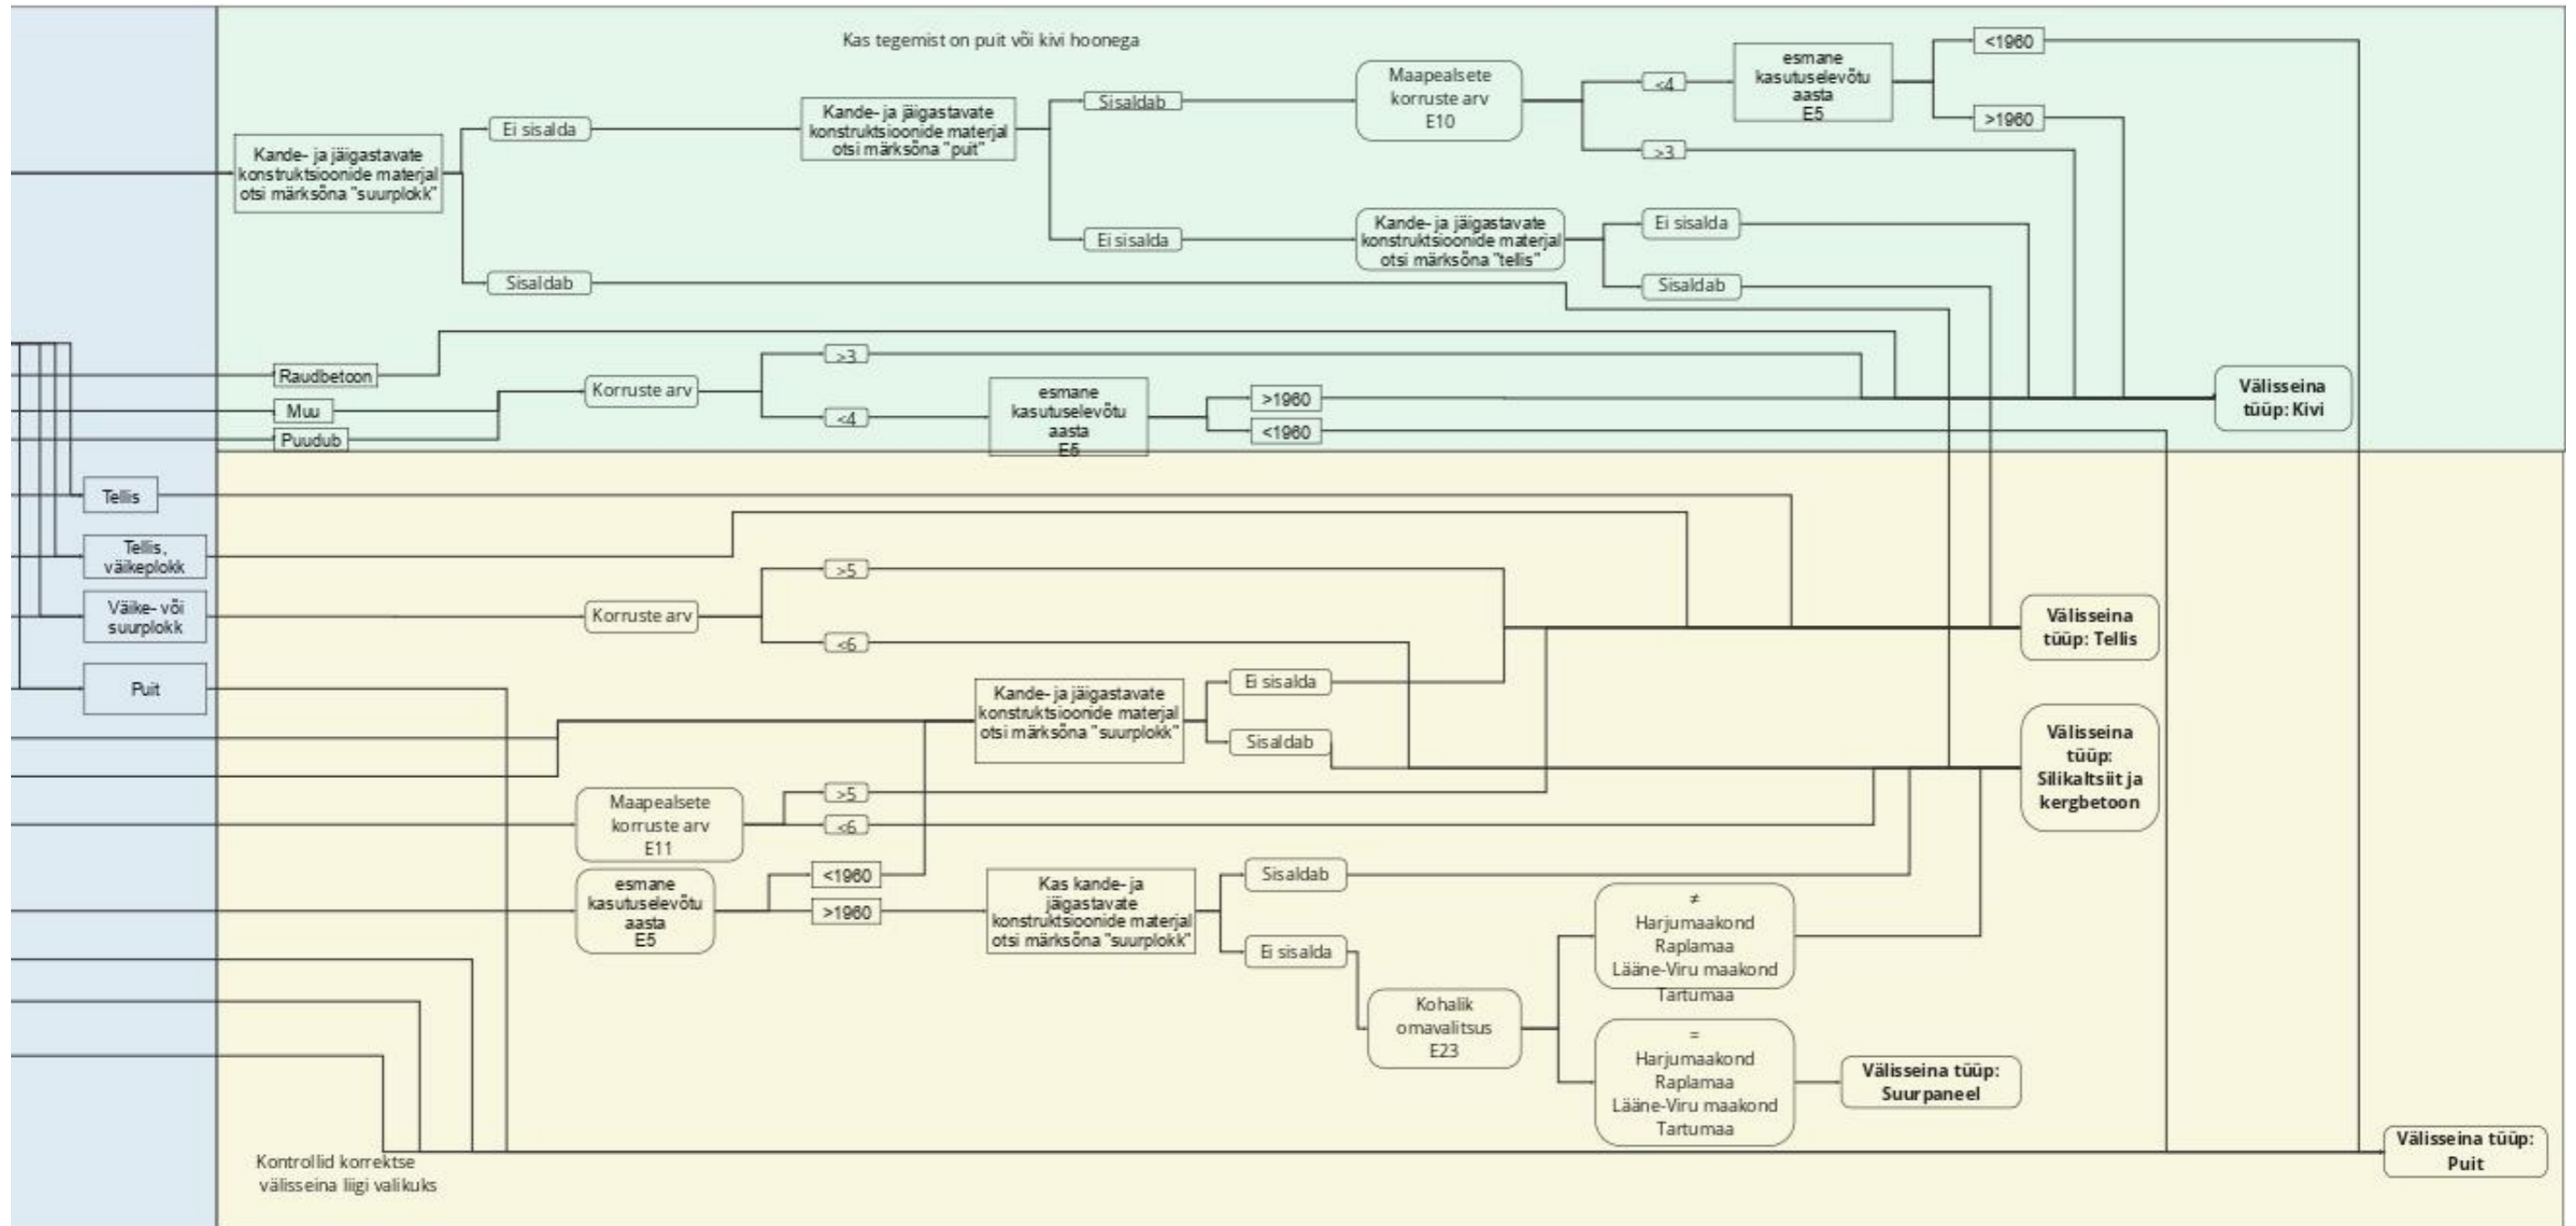 Kas tegemist on puit või kivi hoonega
Kande- ja jäigastavate
konstruktsioonide materjal
otsi märksõna "suurplokk"
Ei sisalda
Sisaldab
Kande- ja jäigastavate
konstruktsioonide materjal
otsi märksõna "puit"
Sisaldab
Ei sisalda
Maapealsete
korruste arv
E10
<4
>3
esmane
kasutuselevõtu
aasta
E5
<1960
>1960
Kande- ja jäigastavate
konstruktsioonide materjal
otsi märksõna "tellis"
Ei sisalda
Sisaldab
Raudbetoon
Muu
Puudub
Korruste arv
>3
<4
esmane
kasutuselevõtu
aasta
E5
>1960
<1960
Välisseina
tüüp: Kivi
Tellis
Tellis,
väikeplokk
Väike- või
suurplokk
Puit
Korruste arv
>5
<6
Kande- ja jäigastavate
konstruktsioonide materjal
otsi märksõna "suurplokk"
Ei sisalda
Sisaldab
Välisseina
tüüp: Tellis
Välisseina
tüüp:
Silikaltsiit ja
kergbetoon
Maapealsete
korruste arv
E11
>5
<6
esmane
kasutuselevõtu
aasta
E5
<1960
>1960
Kas kande- ja
jäigastavate
konstruktsioonide materjal
otsi märksõna "suurplokk"
Sisaldab
Ei sisalda
Kohalik
omavalitsus
E23
≠
Harjumaakond
Raplamaa
Lääne-Viru maakond
Tartumaa
=
Harjumaakond
Raplamaa
Lääne-Viru maakond
Tartumaa
Välisseina tüüp:
Suurpaneel
Välisseina tüüp:
Puit
Kontrollid korrektse
välisseina liigi valikuks